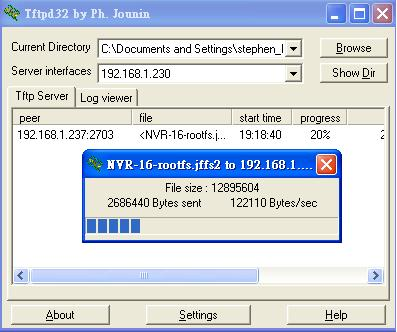 Tftpd32 by Ph. Jounin
Current Directory C:\Documents and Settings\stephen_l Browse
Server interfaces 192.168.1.230 Show Dir
Tftp Server Log viewer
peer file start time progress
192.168.1.237:2703 <NVR-16-rootfs.j... 19:18:40 20% 2
NVR-16-rootfs.jffs2 to 192.168.1....
File size : 12895604
2686440 Bytes sent 122110 Bytes/sec
About Settings Help